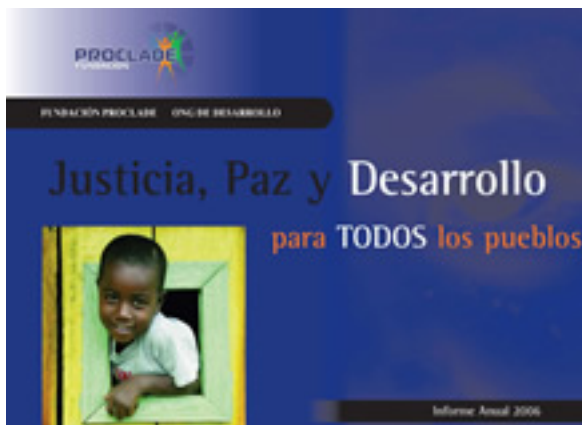 PROCLADE
FUNDACIÓN
FUNDACIÓN PROCLADE ONG DE DESARROLLO
Justicia, Paz y Desarrollo
para TODOS los pueblos
Informe Anual 2006